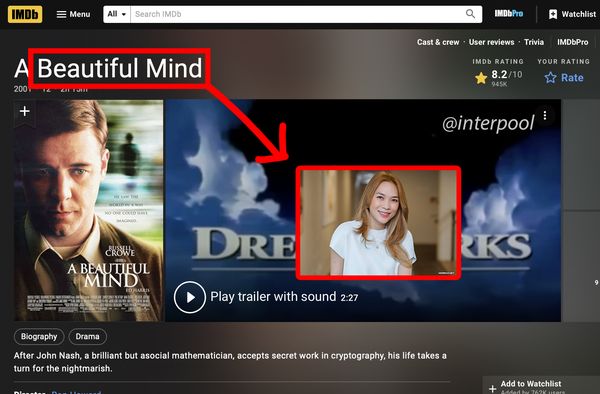 IMDb
Menu
All
Search IMDb
IMDbPro
Watchlist
Cast & crew · User reviews · Trivia
IMDbPro
A Beautiful Mind
IMDb RATING
YOUR RATING
8.2/10
945K
Rate
2001 · 12 · 2h 15m
@interpool
HE SAW THE
WORLD IN A WAY
NO ONE COULD HAVE
IMAGINED.
RUSSELL
CROWE
A BEAUTIFUL
MIND
ED HARRIS
Play trailer with sound 2:27
9
Biography
Drama
After John Nash, a brilliant but asocial mathematician, accepts secret work in cryptography, his life takes a
turn for the nightmarish.
Director Ron Howard
Add to Watchlist
Added by 762K users